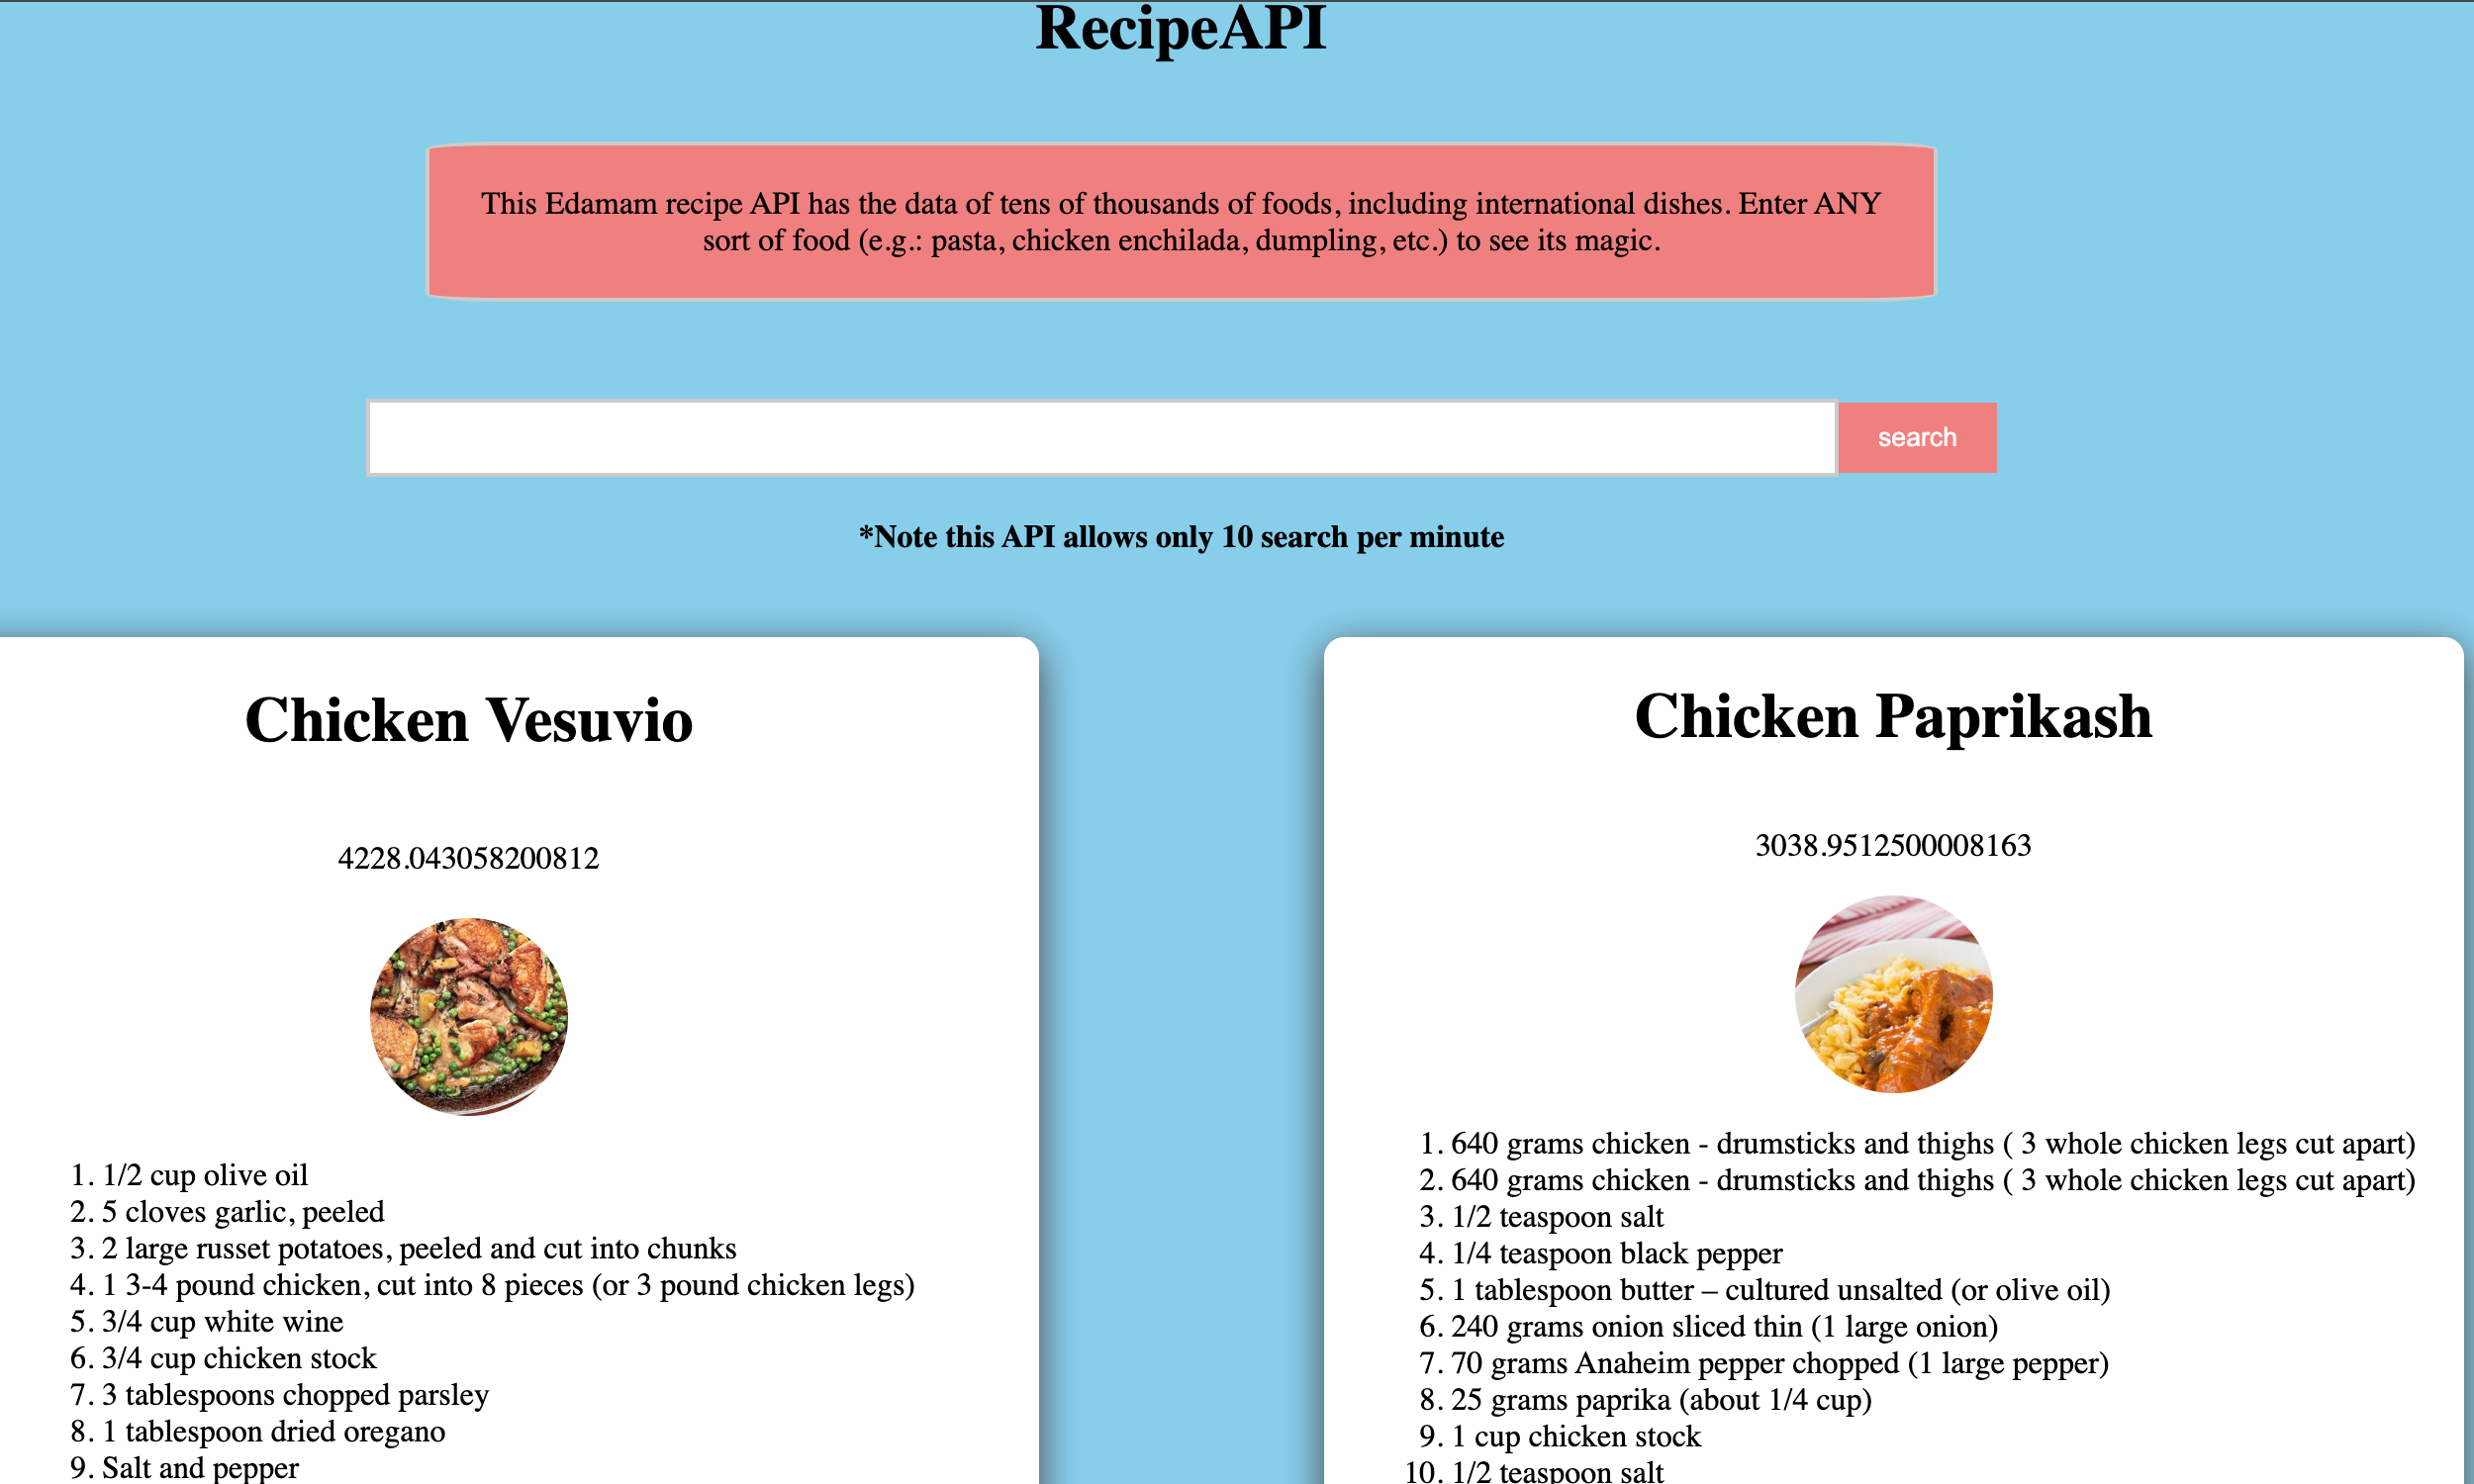 RecipeAPI
This Edamam recipe API has the data of tens of thousands of foods, including international dishes. Enter ANY
sort of food (e.g.: pasta, chicken enchilada, dumpling, etc.) to see its magic.
search
*Note this API allows only 10 search per minute
Chicken Vesuvio
4228.043058200812
1. 1/2 cup olive oil
2. 5 cloves garlic, peeled
3. 2 large russet potatoes, peeled and cut into chunks
4. 1 3-4 pound chicken, cut into 8 pieces (or 3 pound chicken legs)
5. 3/4 cup white wine
6. 3/4 cup chicken stock
7. 3 tablespoons chopped parsley
8. 1 tablespoon dried oregano
9. Salt and pepper
Chicken Paprikash
3038.9512500008163
1. 640 grams chicken - drumsticks and thighs ( 3 whole chicken legs cut apart)
2. 640 grams chicken - drumsticks and thighs ( 3 whole chicken legs cut apart)
3. 1/2 teaspoon salt
4. 1/4 teaspoon black pepper
5. 1 tablespoon butter – cultured unsalted (or olive oil)
6. 240 grams onion sliced thin (1 large onion)
7. 70 grams Anaheim pepper chopped (1 large pepper)
8. 25 grams paprika (about 1/4 cup)
9. 1 cup chicken stock
10. 1/2 teaspoon salt